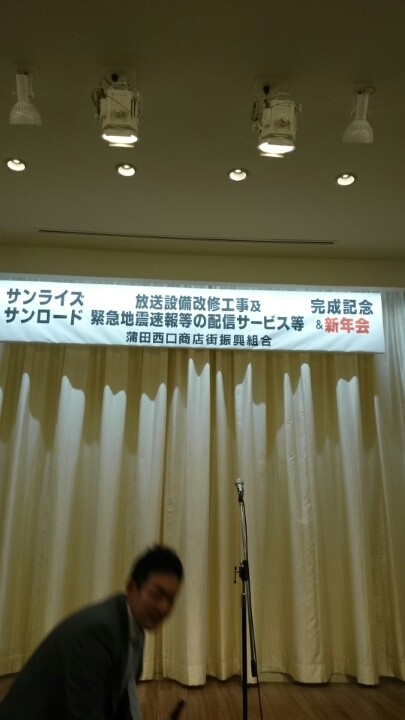 サンライズ 放送設備改修工事及 完成記念
サンロード 緊急地震速報等の配信サービス等 &新年会
蒲田西口商店街振興組合